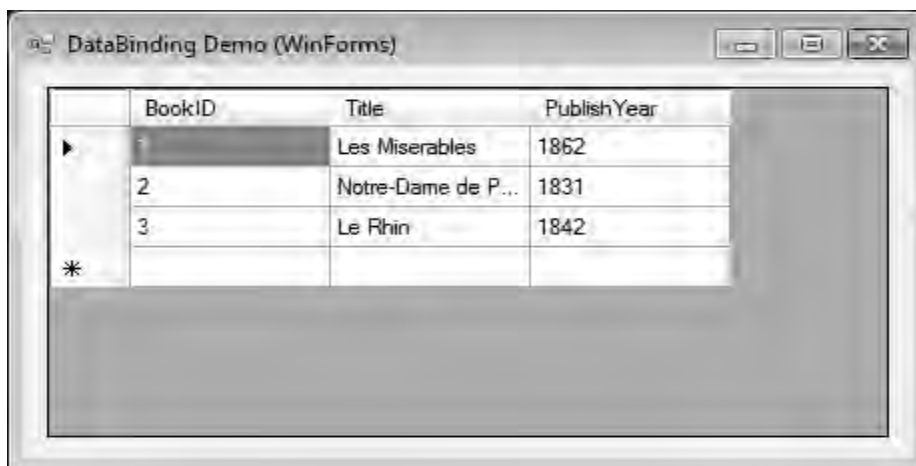 DataBinding Demo (WinForms)
BookID Title PublishYear
Les Miserables 1862
2 Notre-Dame de P... 1831
3 Le Rhin 1842
*